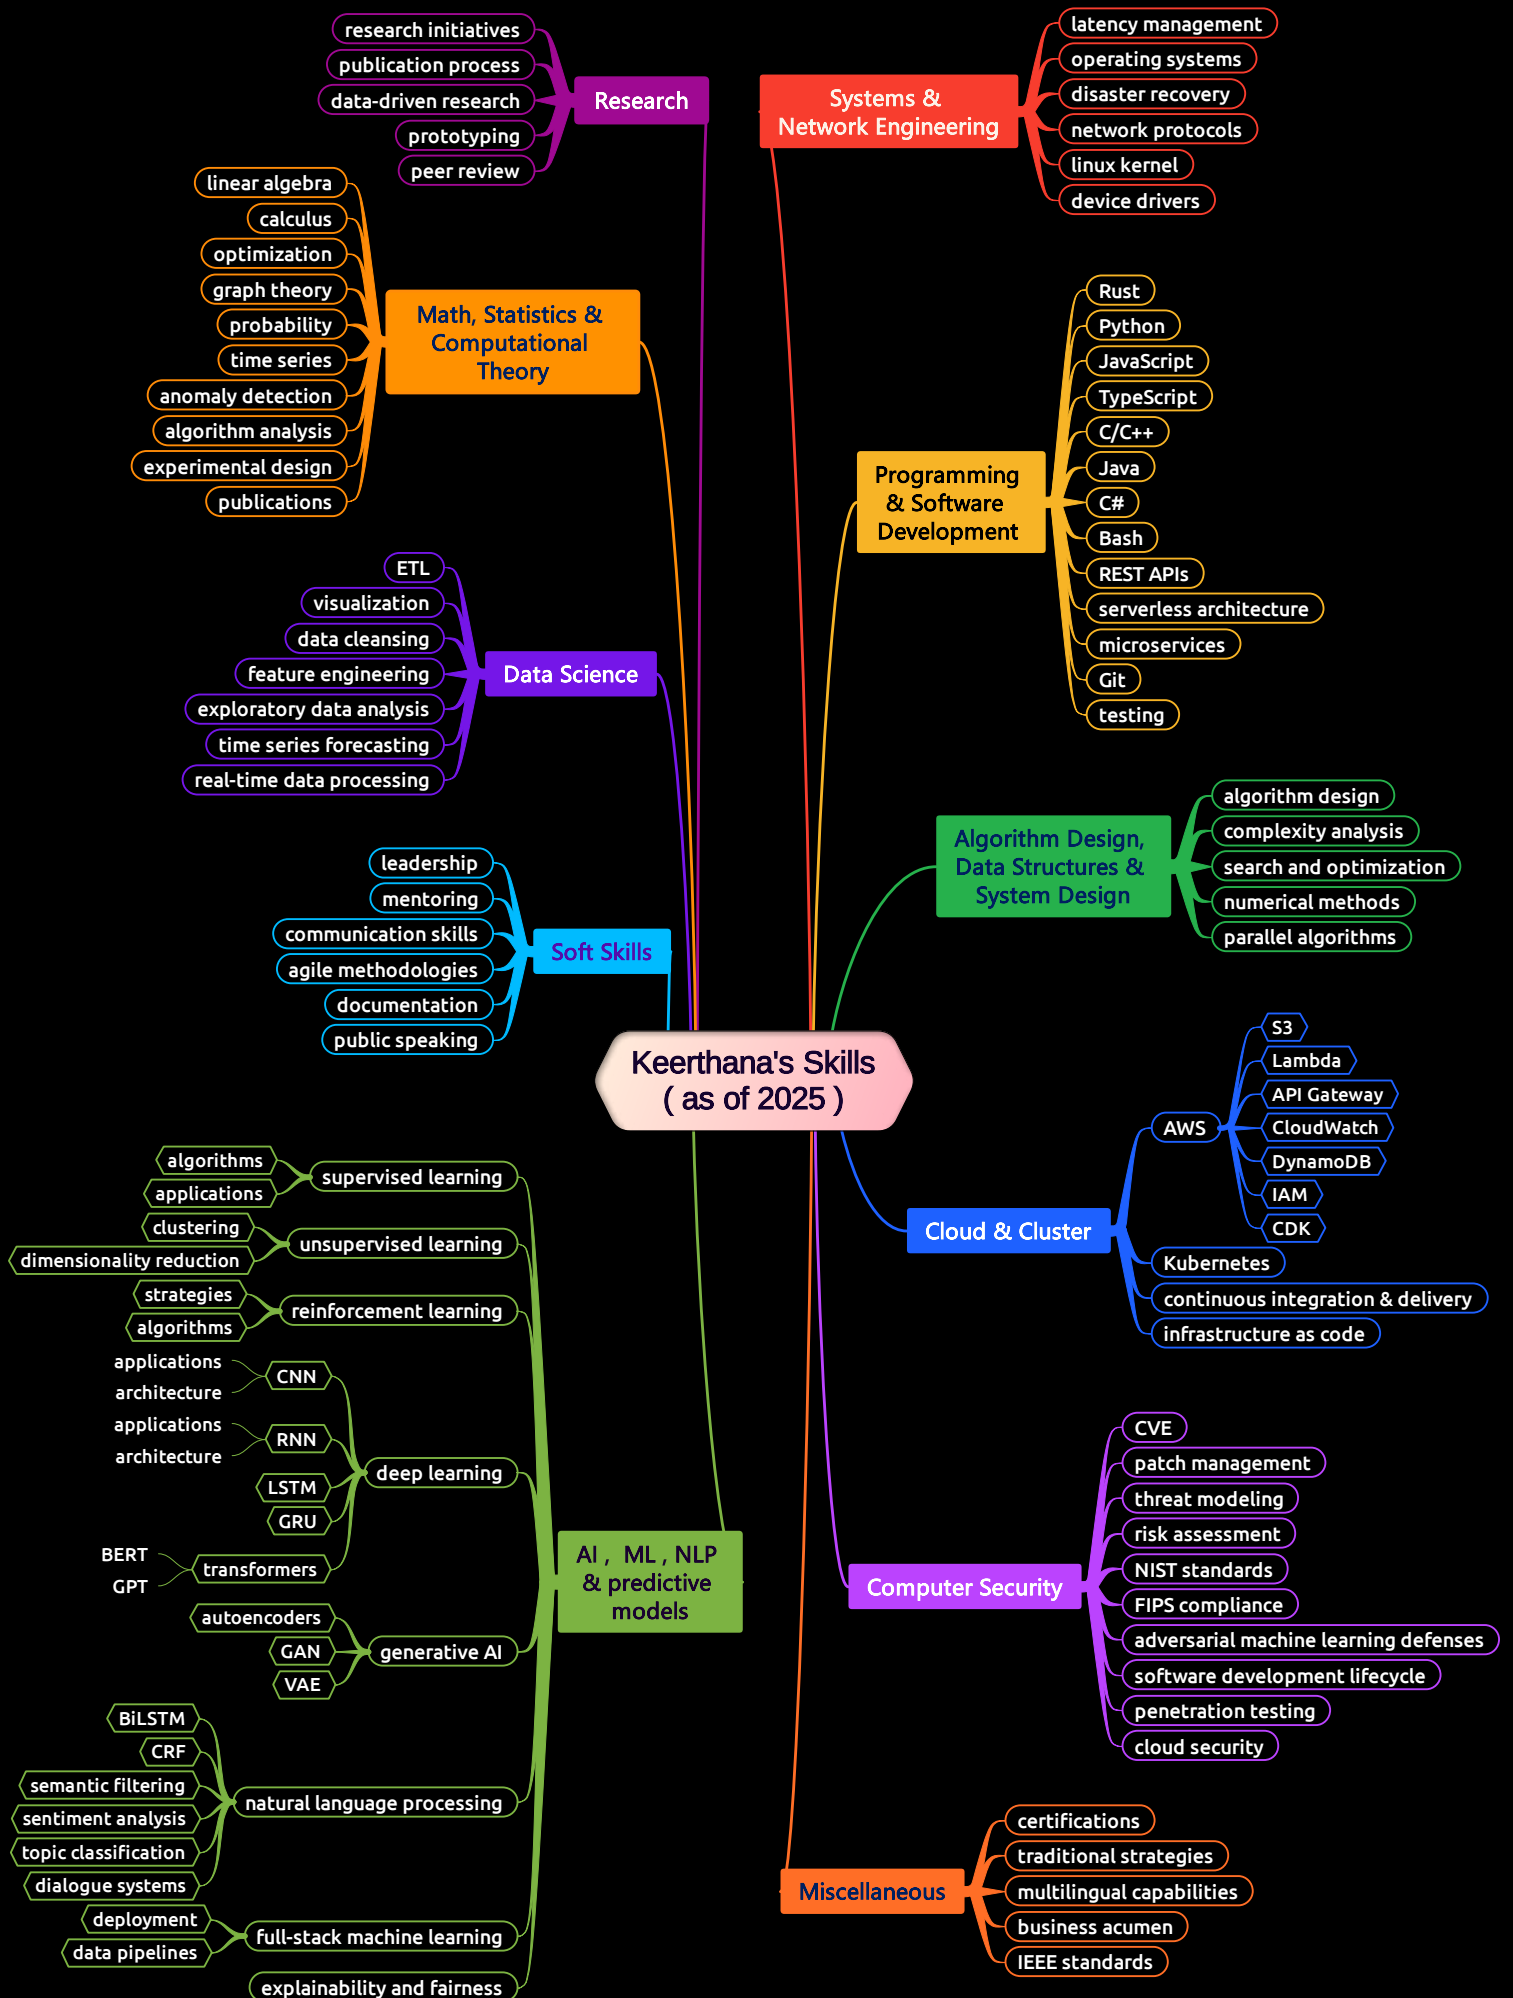 Keerthana's Skills
( as of 2025 )
Research
research initiatives
publication process
data-driven research
prototyping
peer review
Math, Statistics &
Computational
Theory
linear algebra
calculus
optimization
graph theory
probability
time series
anomaly detection
algorithm analysis
experimental design
publications
Data Science
ETL
visualization
data cleansing
feature engineering
exploratory data analysis
time series forecasting
real-time data processing
Soft Skills
leadership
mentoring
communication skills
agile methodologies
documentation
public speaking
AI , ML , NLP
& predictive
models
supervised learning
algorithms
applications
unsupervised learning
clustering
dimensionality reduction
reinforcement learning
strategies
algorithms
deep learning
CNN
applications
architecture
RNN
applications
architecture
LSTM
GRU
transformers
BERT
GPT
generative AI
autoencoders
GAN
VAE
natural language processing
BiLSTM
CRF
semantic filtering
sentiment analysis
topic classification
dialogue systems
full-stack machine learning
deployment
data pipelines
explainability and fairness
Systems &
Network Engineering
latency management
operating systems
disaster recovery
network protocols
linux kernel
device drivers
Programming
& Software
Development
Rust
Python
JavaScript
TypeScript
C/C++
Java
C#
Bash
REST APIs
serverless architecture
microservices
Git
testing
Algorithm Design,
Data Structures &
System Design
algorithm design
complexity analysis
search and optimization
numerical methods
parallel algorithms
Cloud & Cluster
AWS
S3
Lambda
API Gateway
CloudWatch
DynamoDB
IAM
CDK
Kubernetes
continuous integration & delivery
infrastructure as code
Computer Security
CVE
patch management
threat modeling
risk assessment
NIST standards
FIPS compliance
adversarial machine learning defenses
software development lifecycle
penetration testing
cloud security
Miscellaneous
certifications
traditional strategies
multilingual capabilities
business acumen
IEEE standards